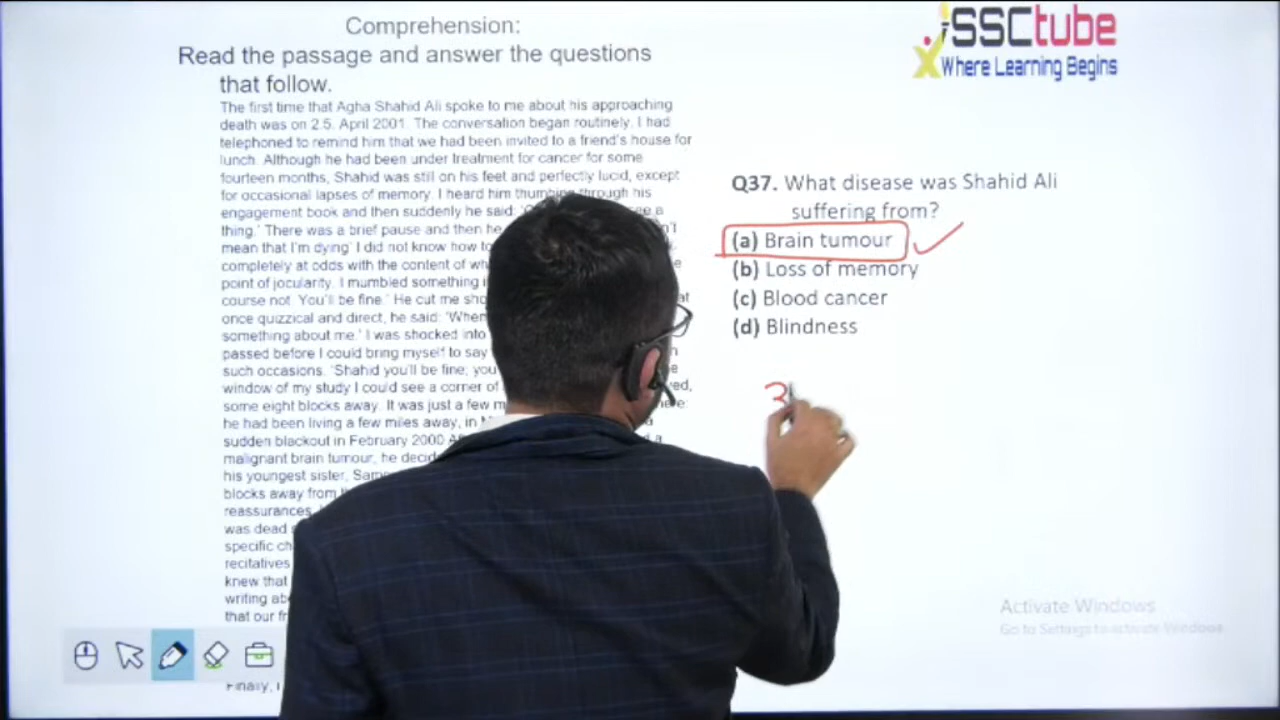 Comprehension:
Read the passage and answer the questions
that follow.
The first time that Agha Shahid Ali spoke to me about his approaching
death was on 2.5. April 2001. The conversation began routinely. I had
telephoned to remind him that we had been invited to a friend's house for
lunch. Although he had been under treatment for cancer for some
fourteen months, Shahid was still on his feet and perfectly lucid, except
for occasional lapses of memory. I heard him thumbing through his
engagement book and then suddenly he said:
thing.' There was a brief pause and then he
mean that I'm dying' I did not know how to
completely at odds with the content of
point of jocularity. I mumbled something
course not. You'll be fine.' He cut me
once quizzical and direct, he said:
something about me.' I was shocked into
passed before I could bring myself to say
such occasions. 'Shahid you'll be fine; you
window of my study I could see a corner of
some eight blocks away. It was just a few
he had been living a few miles away, in
sudden blackout in February 2000
malignant brain tumour, he
his youngest sister,
blocks away from
reassurances
was dead
specific
recitatives
knew that
writing
that our
Finally, I
SSCtube
Where Learning Begins
Q37. What disease was Shahid Ali
suffering from?
(a) Brain tumour
(b) Loss of memory
(c) Blood cancer
(d) Blindness
Activate Windows
Go to Settings to activate Windows.